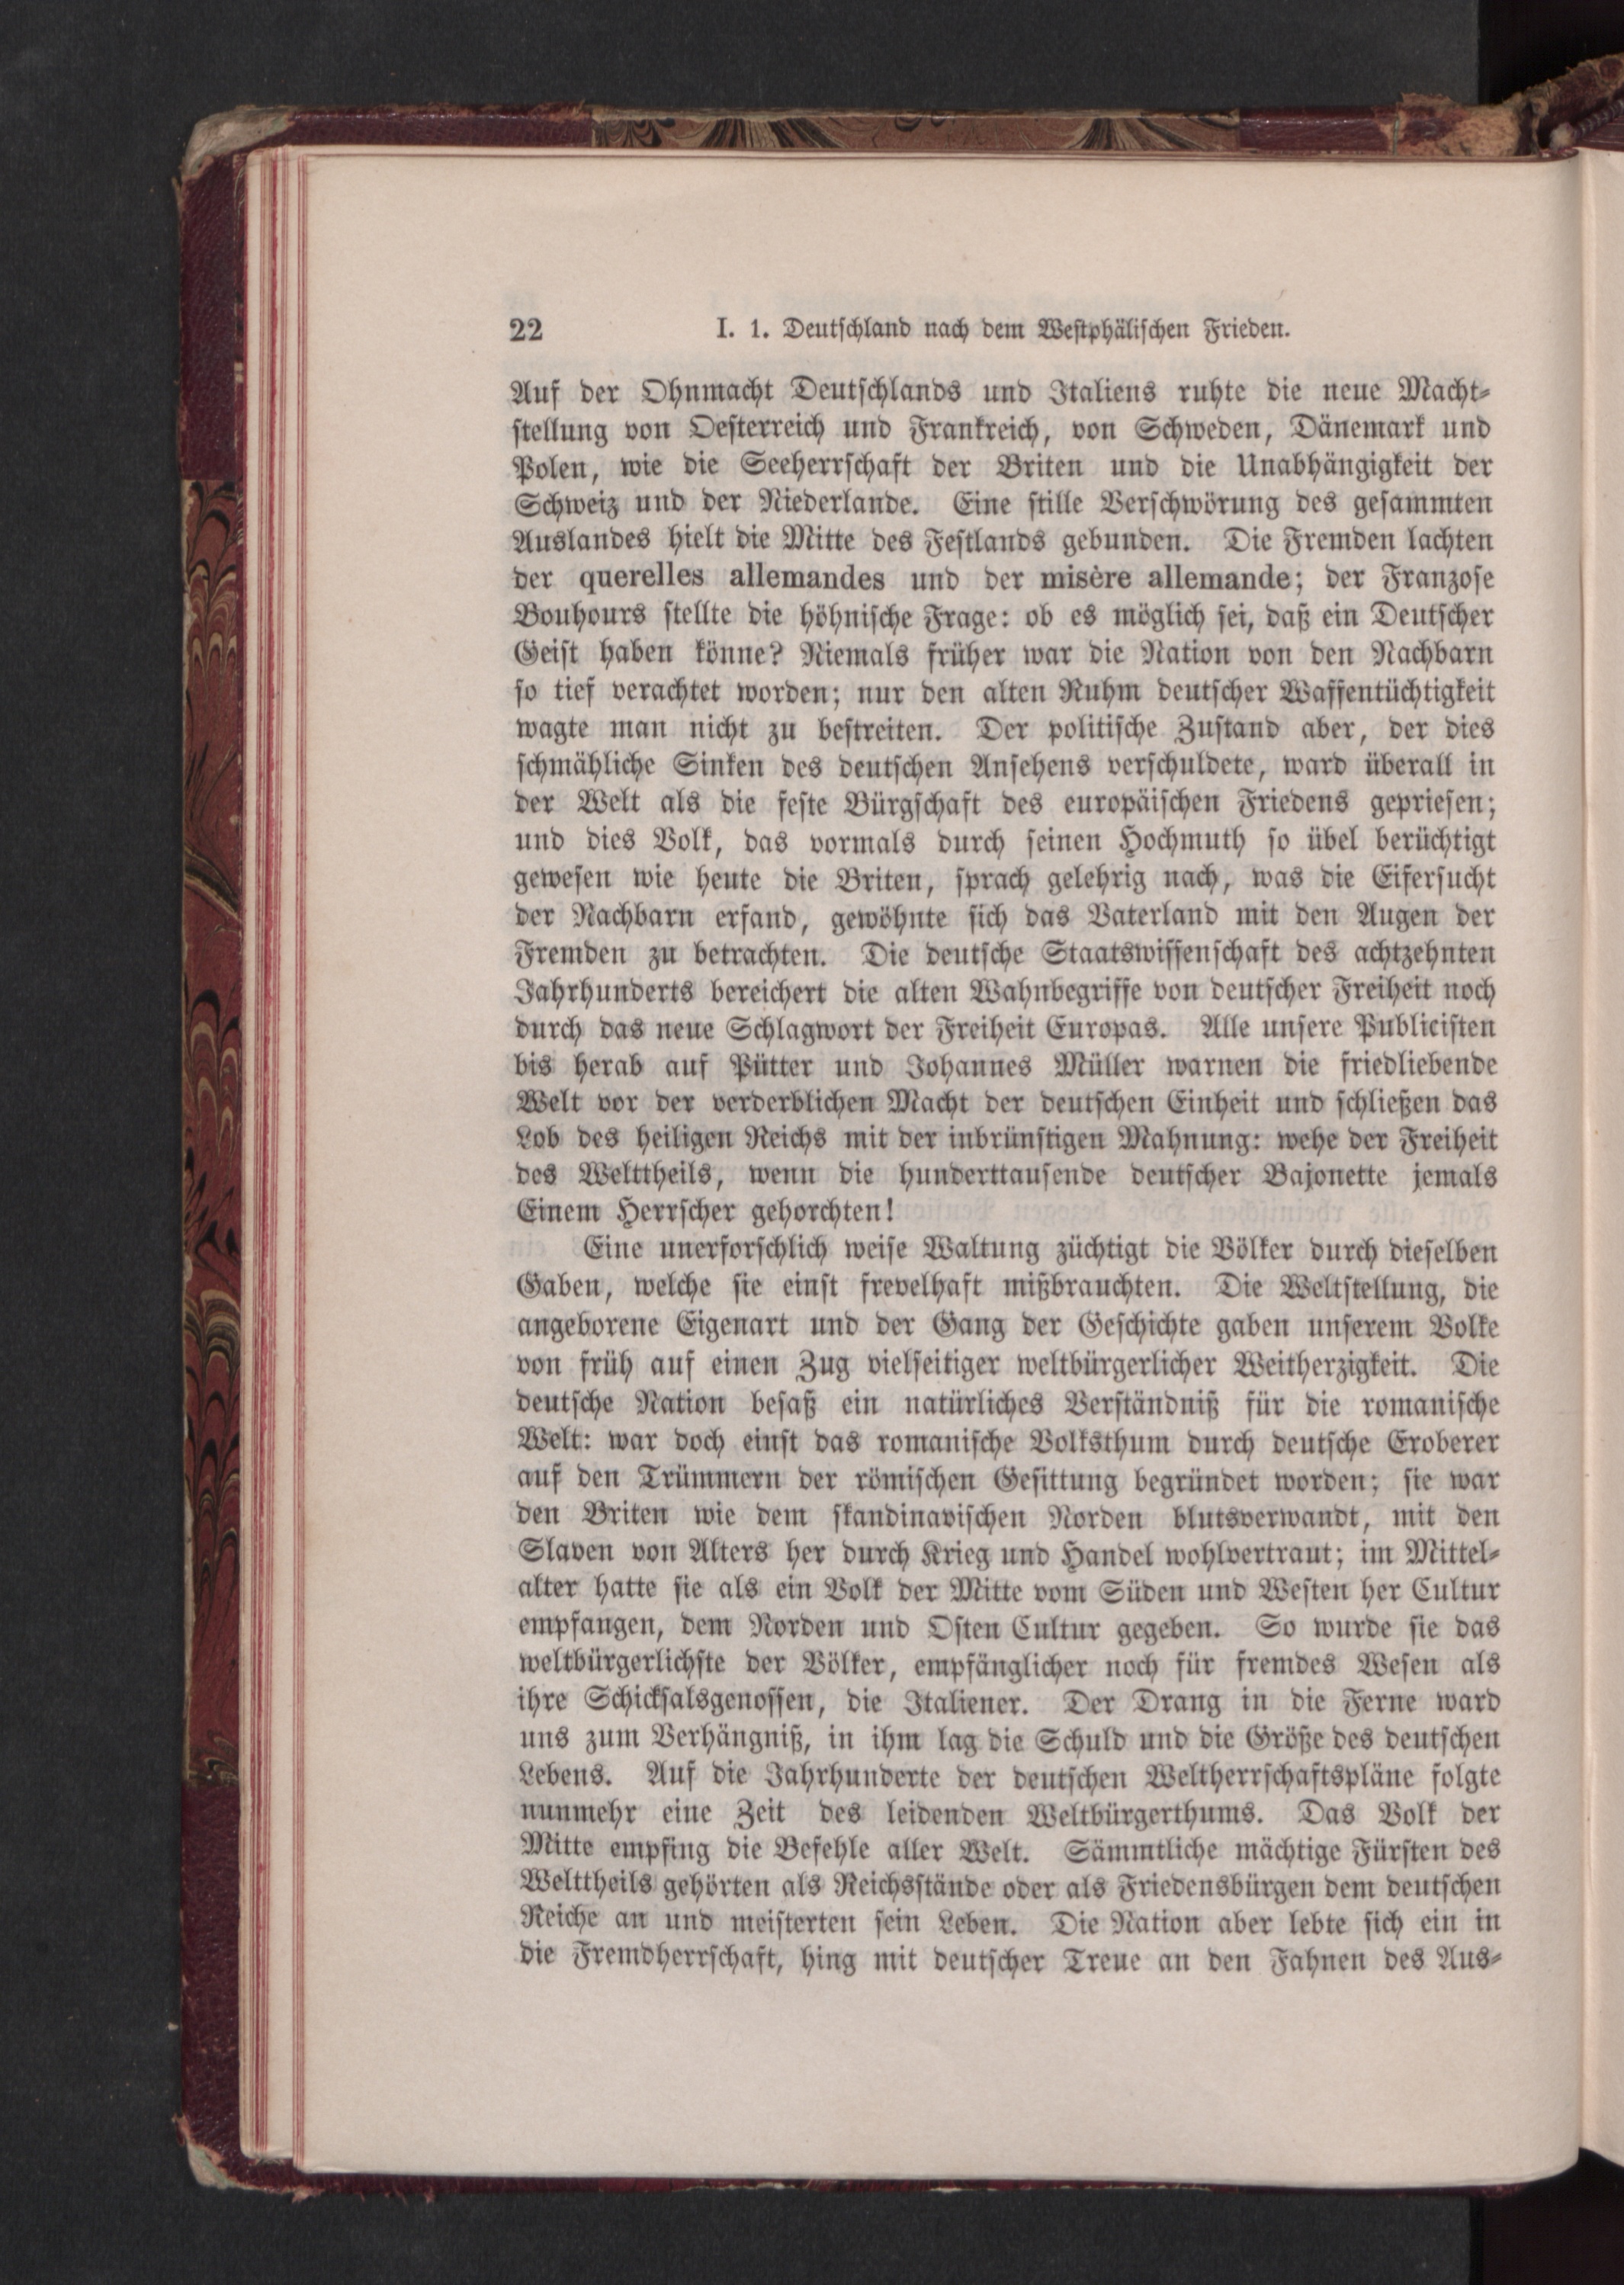 22 I. 1. Deutschland nach dem Westphälischen Frieden.
Auf der Ohnmacht Deutschlands und Italiens ruhte die neue Macht-
stellung von Oesterreich und Frankreich, von Schweden, Dänemark und
Polen, wie die Seeherrschaft der Briten und die Unabhängigkeit der
Schweiz und der Niederlande. Eine stille Verschwörung des gesammten
Auslandes hielt die Mitte des Festlands gebunden. Die Fremden lachten
der querelles allemandes und der misère allemande; der Franzose
Bouhours stellte die höhnische Frage: ob es möglich sei, daß ein Deutscher
Geist haben könne? Niemals früher war die Nation von den Nachbarn
so tief verachtet worden; nur den alten Ruhm deutscher Waffentüchtigkeit
wagte man nicht zu bestreiten. Der politische Zustand aber, der dies
schmähliche Sinken des deutschen Ansehens verschuldete, ward überall in
der Welt als die feste Bürgschaft des europäischen Friedens gepriesen;
und dies Volk, das vormals durch seinen Hochmuth so übel berüchtigt
gewesen wie heute die Briten, sprach gelehrig nach, was die Eifersucht
der Nachbarn erfand, gewöhnte sich das Vaterland mit den Augen der
Fremden zu betrachten. Die deutsche Staatswissenschaft des achtzehnten
Jahrhunderts bereichert die alten Wahnbegriffe von deutscher Freiheit noch
durch das neue Schlagwort der Freiheit Europas. Alle unsere Publicisten
bis herab auf Pütter und Johannes Müller warnen die friedliebende
Welt vor der verderblichen Macht der deutschen Einheit und schließen das
Lob des heiligen Reichs mit der inbrünstigen Mahnung: wehe der Freiheit
des Welttheils, wenn die hunderttausende deutscher Bajonette jemals
Einem Herrscher gehorchten!
Eine unerforschlich weise Waltung züchtigt die Völker durch dieselben
Gaben, welche sie einst frevelhaft mißbrauchten. Die Weltstellung, die
angeborene Eigenart und der Gang der Geschichte gaben unserem Volke
von früh auf einen Zug vielseitiger weltbürgerlicher Weitherzigkeit. Die
deutsche Nation besaß ein natürliches Verständniß für die romanische
Welt: war doch einst das romanische Volksthum durch deutsche Eroberer
auf den Trümmern der römischen Gesittung begründet worden; sie war
den Briten wie dem skandinavischen Norden blutsverwandt, mit den
Slaven von Alters her durch Krieg und Handel wohlvertraut; im Mittel-
alter hatte sie als ein Volk der Mitte vom Süden und Westen her Cultur
empfangen, dem Norden und Osten Cultur gegeben. So wurde sie das
weltbürgerlichste der Völker, empfänglicher noch für fremdes Wesen als
ihre Schicksalsgenossen, die Italiener. Der Drang in die Ferne ward
uns zum Verhängniß, in ihm lag die Schuld und die Größe des deutschen
Lebens. Auf die Jahrhunderte der deutschen Weltherrschaftspläne folgte
nunmehr eine Zeit des leidenden Weltbürgerthums. Das Volk der
Mitte empfing die Befehle aller Welt. Sämmtliche mächtige Fürsten des
Welttheils gehörten als Reichsstände oder als Friedensbürgen dem deutschen
Reiche an und meisterten sein Leben. Die Nation aber lebte sich ein in
die Fremdherrschaft, hing mit deutscher Treue an den Fahnen des Aus-